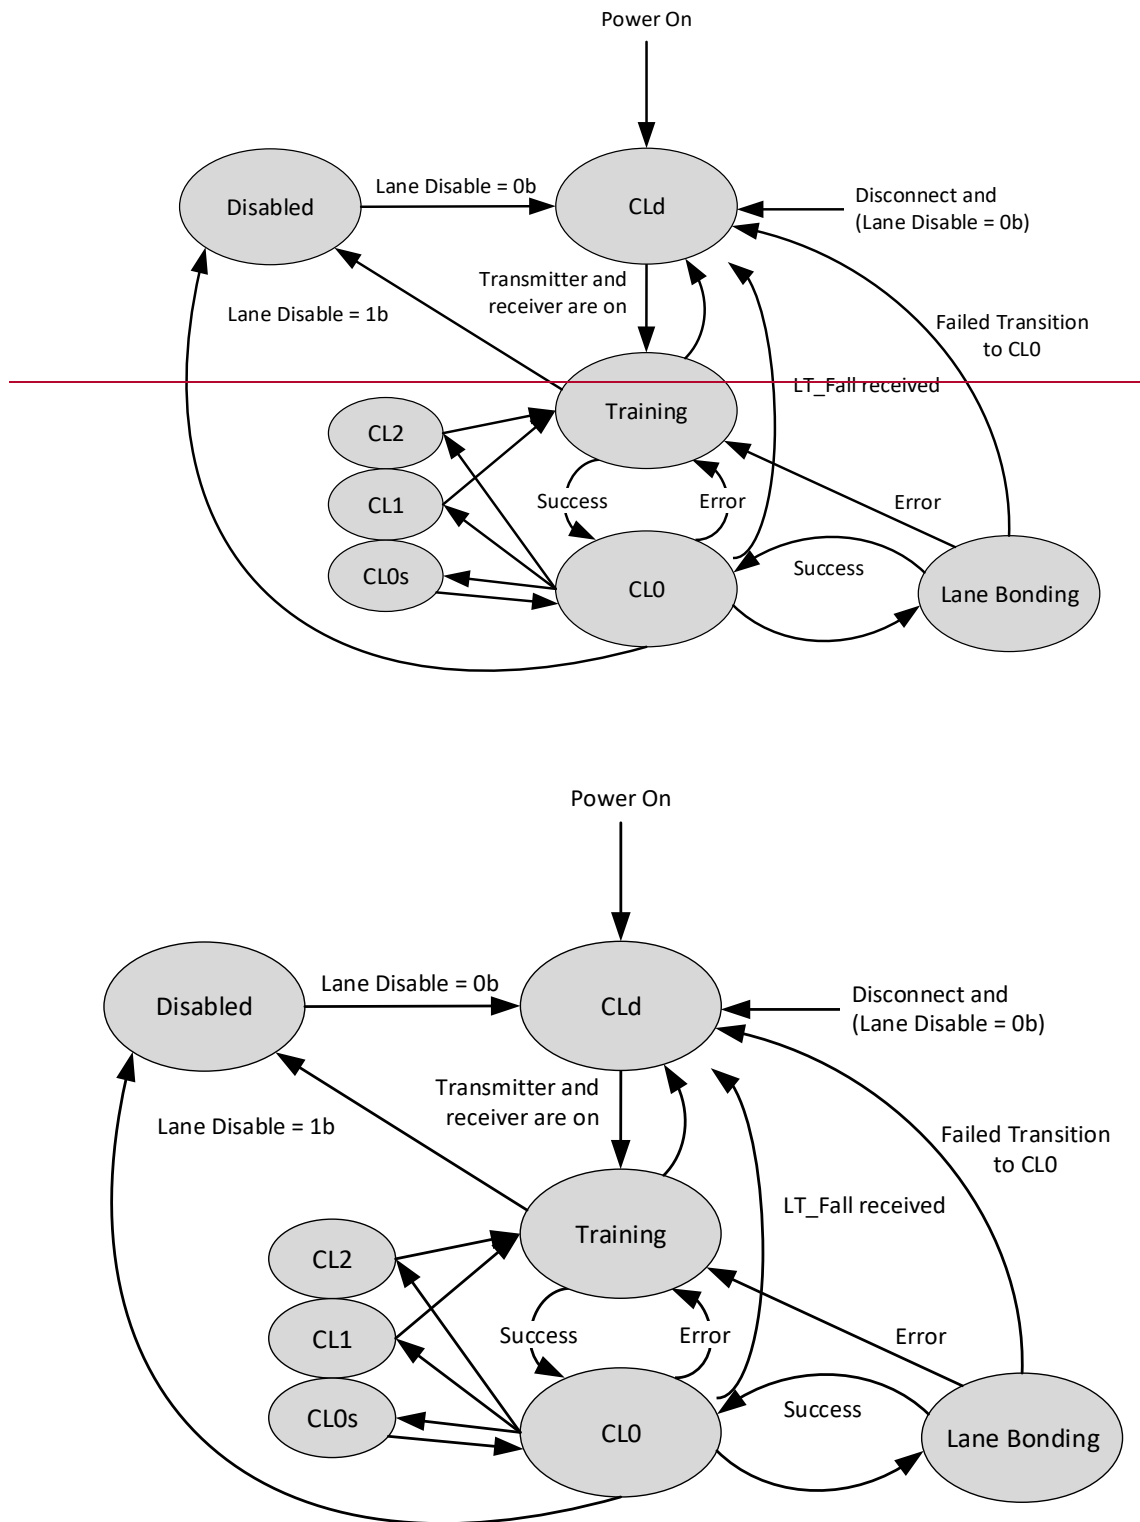 Power On
Disabled
Lane Disable = 0b
CLd
Disconnect and
(Lane Disable = 0b)
Transmitter and
receiver are on
Lane Disable = 1b
Failed Transition
to CL0
LT_Fall received
Training
CL2
CL1
Success
Error
Error
CL0s
CL0
Success
Lane Bonding
Power On
Disabled
Lane Disable = 0b
CLd
Disconnect and
(Lane Disable = 0b)
Transmitter and
receiver are on
Lane Disable = 1b
Failed Transition
to CL0
LT_Fall received
Training
CL2
CL1
Success
Error
Error
CL0s
CL0
Success
Lane Bonding